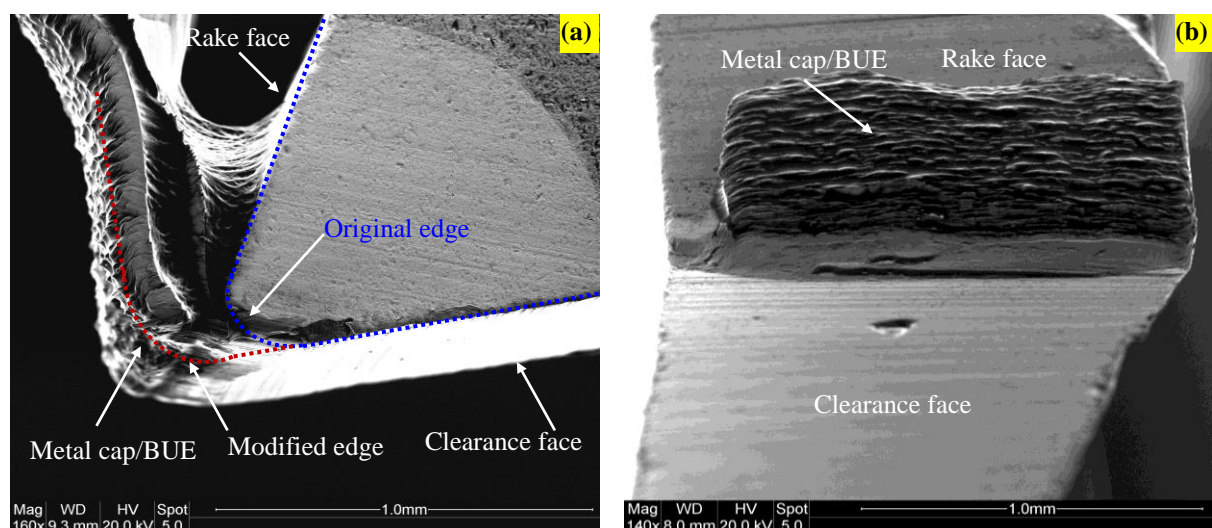 Rake face
(a)
Original edge
Metal cap/BUE
Modified edge
Clearance face
Mag WD HV Spot
160x 9.3 mm 20.0 kV 5.0
1.0mm
(b)
Metal cap/BUE
Rake face
Clearance face
Mag WD HV Spot
140x 8.0 mm 20.0 kV 5.0
1.0mm